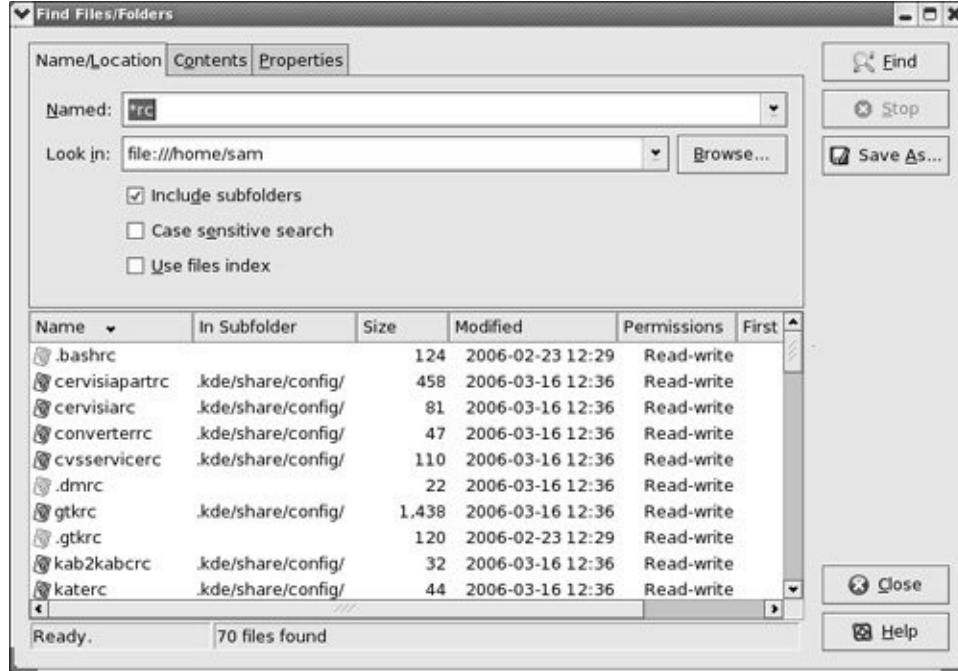 Find Files/Folders
Name/Location Contents Properties
Find
Named: *rc
Stop
Look in: file:///home/sam Browse...
Save As...
Include subfolders
Case sensitive search
Use files index
Name In Subfolder Size Modified Permissions First
.bashrc 124 2006-02-23 12:29 Read-write
cervisiapartrc .kde/share/config/ 458 2006-03-16 12:36 Read-write
cervisiarc .kde/share/config/ 81 2006-03-16 12:36 Read-write
converterrc .kde/share/config/ 47 2006-03-16 12:36 Read-write
cvsservicerc .kde/share/config/ 110 2006-03-16 12:36 Read-write
.dmrc 22 2006-03-16 12:36 Read-write
gtkrc .kde/share/config/ 1,438 2006-03-16 12:36 Read-write
.gtkrc 120 2006-02-23 12:29 Read-write
kab2kabcrc .kde/share/config/ 32 2006-03-16 12:36 Read-write
katerc .kde/share/config/ 44 2006-03-16 12:36 Read-write
Close
Ready. 70 files found
Help